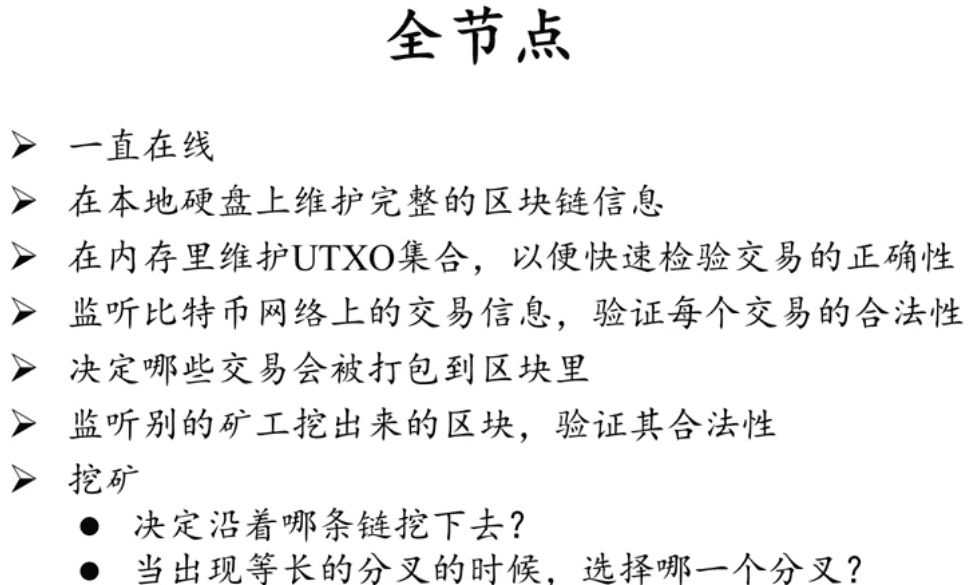 全节点
➢ 一直在线
➢ 在本地硬盘上维护完整的区块链信息
➢ 在内存里维护UTXO集合，以便快速检验交易的正确性
➢ 监听比特币网络上的交易信息，验证每个交易的合法性
➢ 决定哪些交易会被打包到区块里
➢ 监听别的矿工挖出来的区块，验证其合法性
➢ 挖矿
● 决定沿着哪条链挖下去？
● 当出现等长的分叉的时候，选择哪一个分叉？